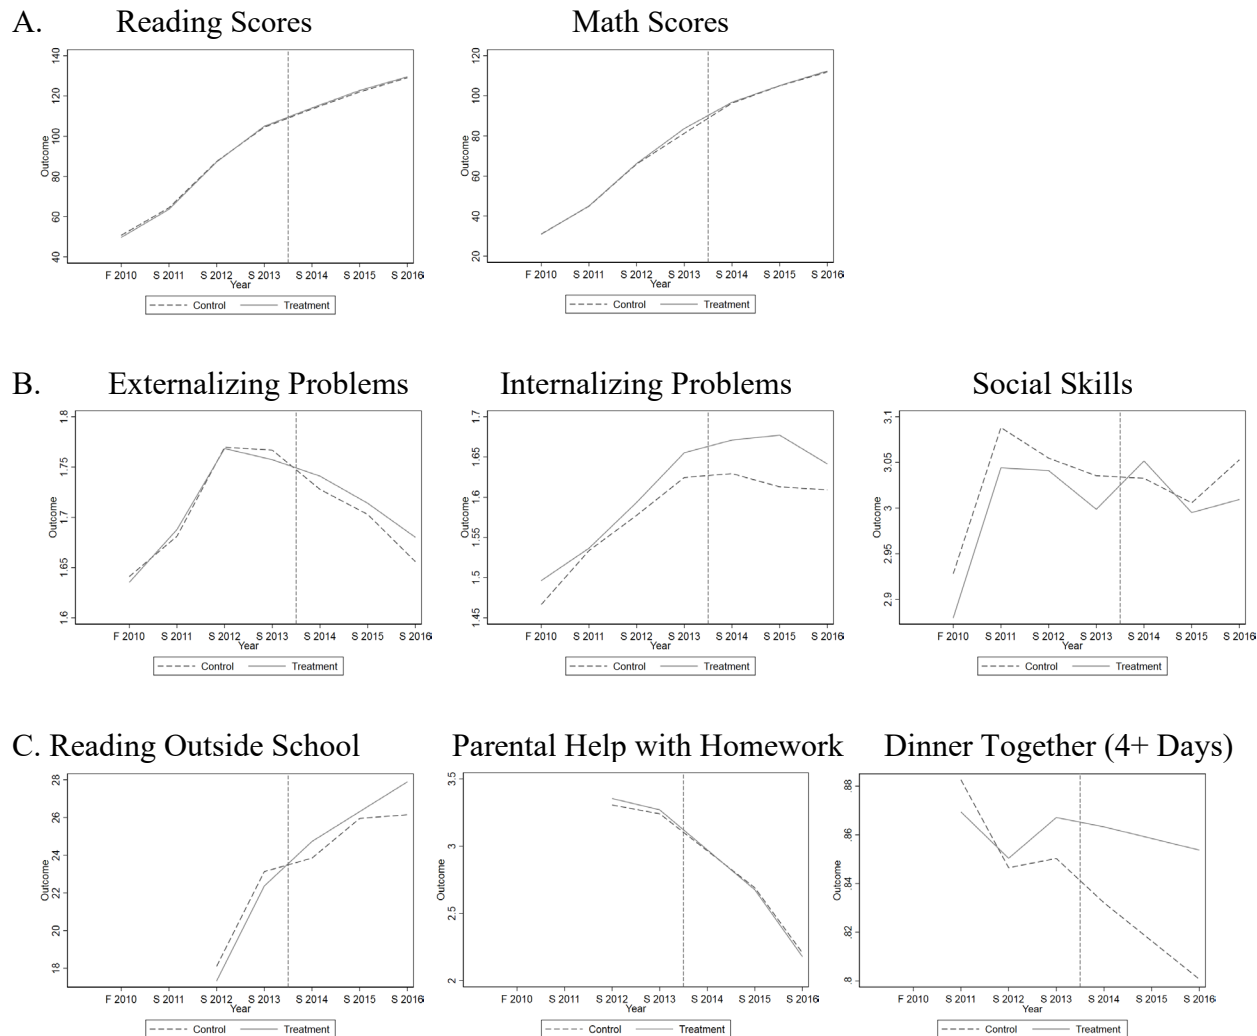 A. Reading Scores
Math Scores
140
120
100
80
60
40
Outcome
F 2010 S 2011 S 2012 S 2013 S 2014 S 2015 S 2016
Year
Control Treatment
120
100
80
60
40
20
Outcome
F 2010 S 2011 S 2012 S 2013 S 2014 S 2015 S 2016
Year
Control Treatment
B. Externalizing Problems
Internalizing Problems
Social Skills
1.8
1.75
1.7
1.65
1.6
Outcome
F 2010 S 2011 S 2012 S 2013 S 2014 S 2015 S 2016
Year
Control Treatment
1.7
1.65
1.6
1.55
1.5
1.45
Outcome
F 2010 S 2011 S 2012 S 2013 S 2014 S 2015 S 2016
Year
Control Treatment
3.1
3.05
3
2.95
2.9
Outcome
F 2010 S 2011 S 2012 S 2013 S 2014 S 2015 S 2016
Year
Control Treatment
C. Reading Outside School
Parental Help with Homework
Dinner Together (4+ Days)
28
26
24
22
20
18
Outcome
F 2010 S 2011 S 2012 S 2013 S 2014 S 2015 S 2016
Year
Control Treatment
3.5
3
2.5
2
Outcome
F 2010 S 2011 S 2012 S 2013 S 2014 S 2015 S 2016
Year
Control Treatment
.88
.86
.84
.82
.8
Outcome
F 2010 S 2011 S 2012 S 2013 S 2014 S 2015 S 2016
Year
Control Treatment